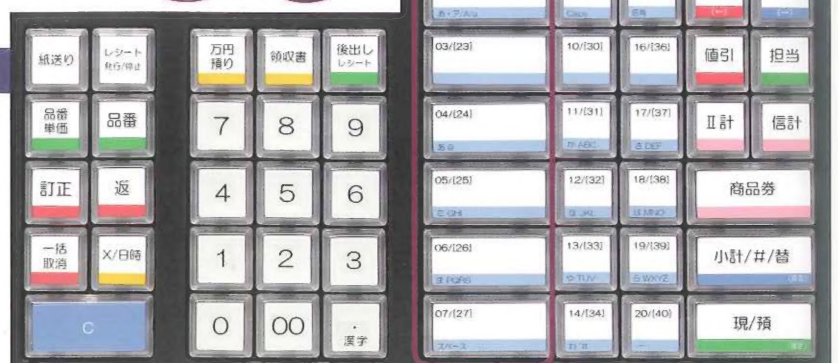 あ・ア/A/a
Caps
紙送り
レシート
発行/停止
万円
預り
領収書
後出し
レシート
03/(23)
10/(30)
16/(36)
値引
担当
品番
単価
品番
7
8
9
04/(24)
11/(31)
17/(37)
Ⅱ計
信計
か ABC
さ DEF
訂正
返
4
5
6
05/(25)
12/(32)
18/(38)
商品券
た GHI
な JKL
は MNO
一括
取消
X/日時
1
2
3
06/(26)
13/(33)
19/(39)
小計/#/替
ま PQRS
や TUV
ら WXYZ
C
0
00
・
漢字
07/(27)
14/(34)
20/(40)
現/預
スペース